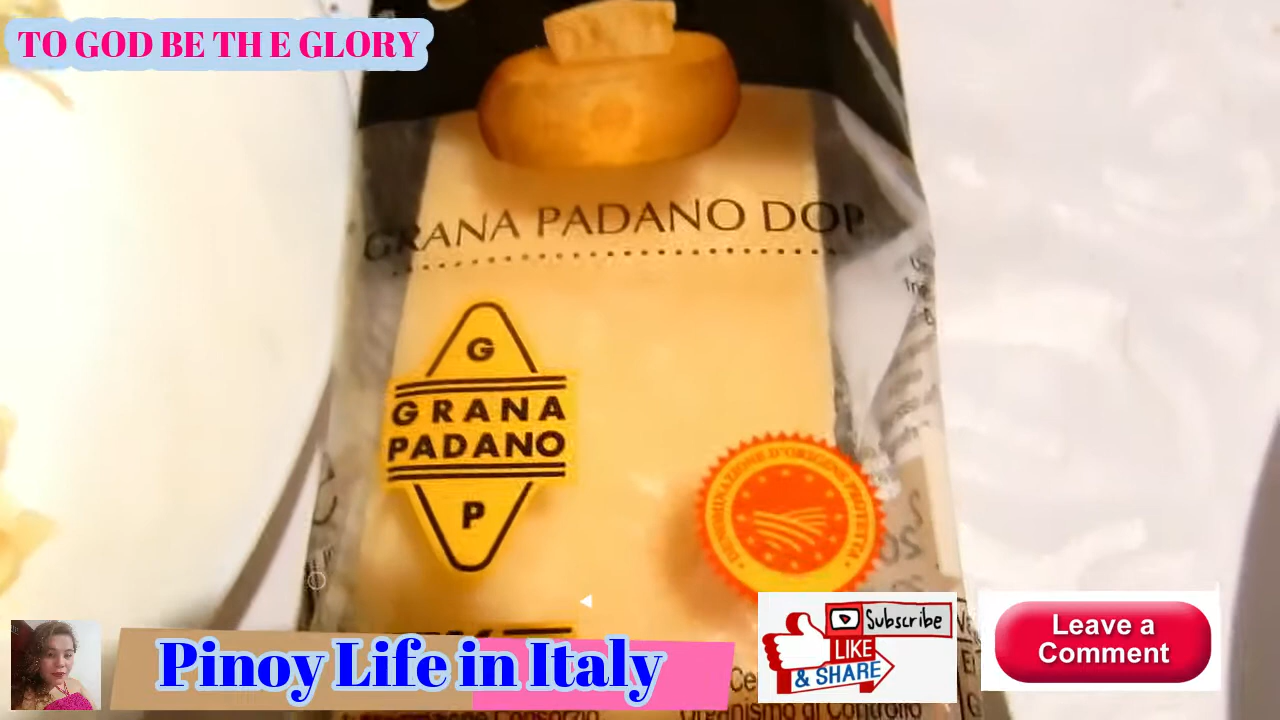 TO GOD BE TH E GLORY
GRANA PADANO DOP
G
GRANA
PADANO
P
DENOMINAZIONE D'ORIGINE PROTETTA
Subscribe
LIKE
& SHARE
Leave a
Comment
Pinoy Life in Italy
Consorzio
Organismo di Controllo